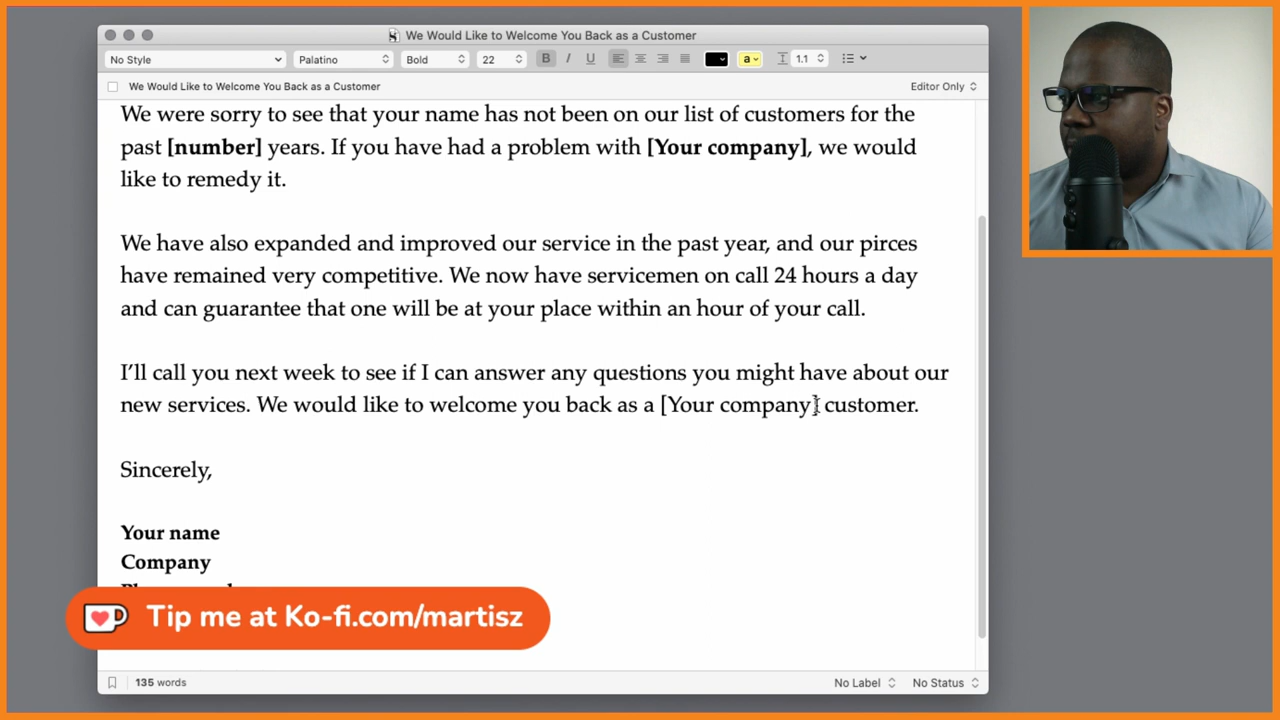 We Would Like to Welcome You Back as a Customer
No Style Palatino Bold 22 B I U a 1.1
We Would Like to Welcome You Back as a Customer Editor Only
We were sorry to see that your name has not been on our list of customers for the
past [number] years. If you have had a problem with [Your company], we would
like to remedy it.
We have also expanded and improved our service in the past year, and our pirces
have remained very competitive. We now have servicemen on call 24 hours a day
and can guarantee that one will be at your place within an hour of your call.
I’ll call you next week to see if I can answer any questions you might have about our
new services. We would like to welcome you back as a [Your company] customer.
Sincerely,
Your name
Company
Tip me at Ko-fi.com/martisz
135 words No Label No Status